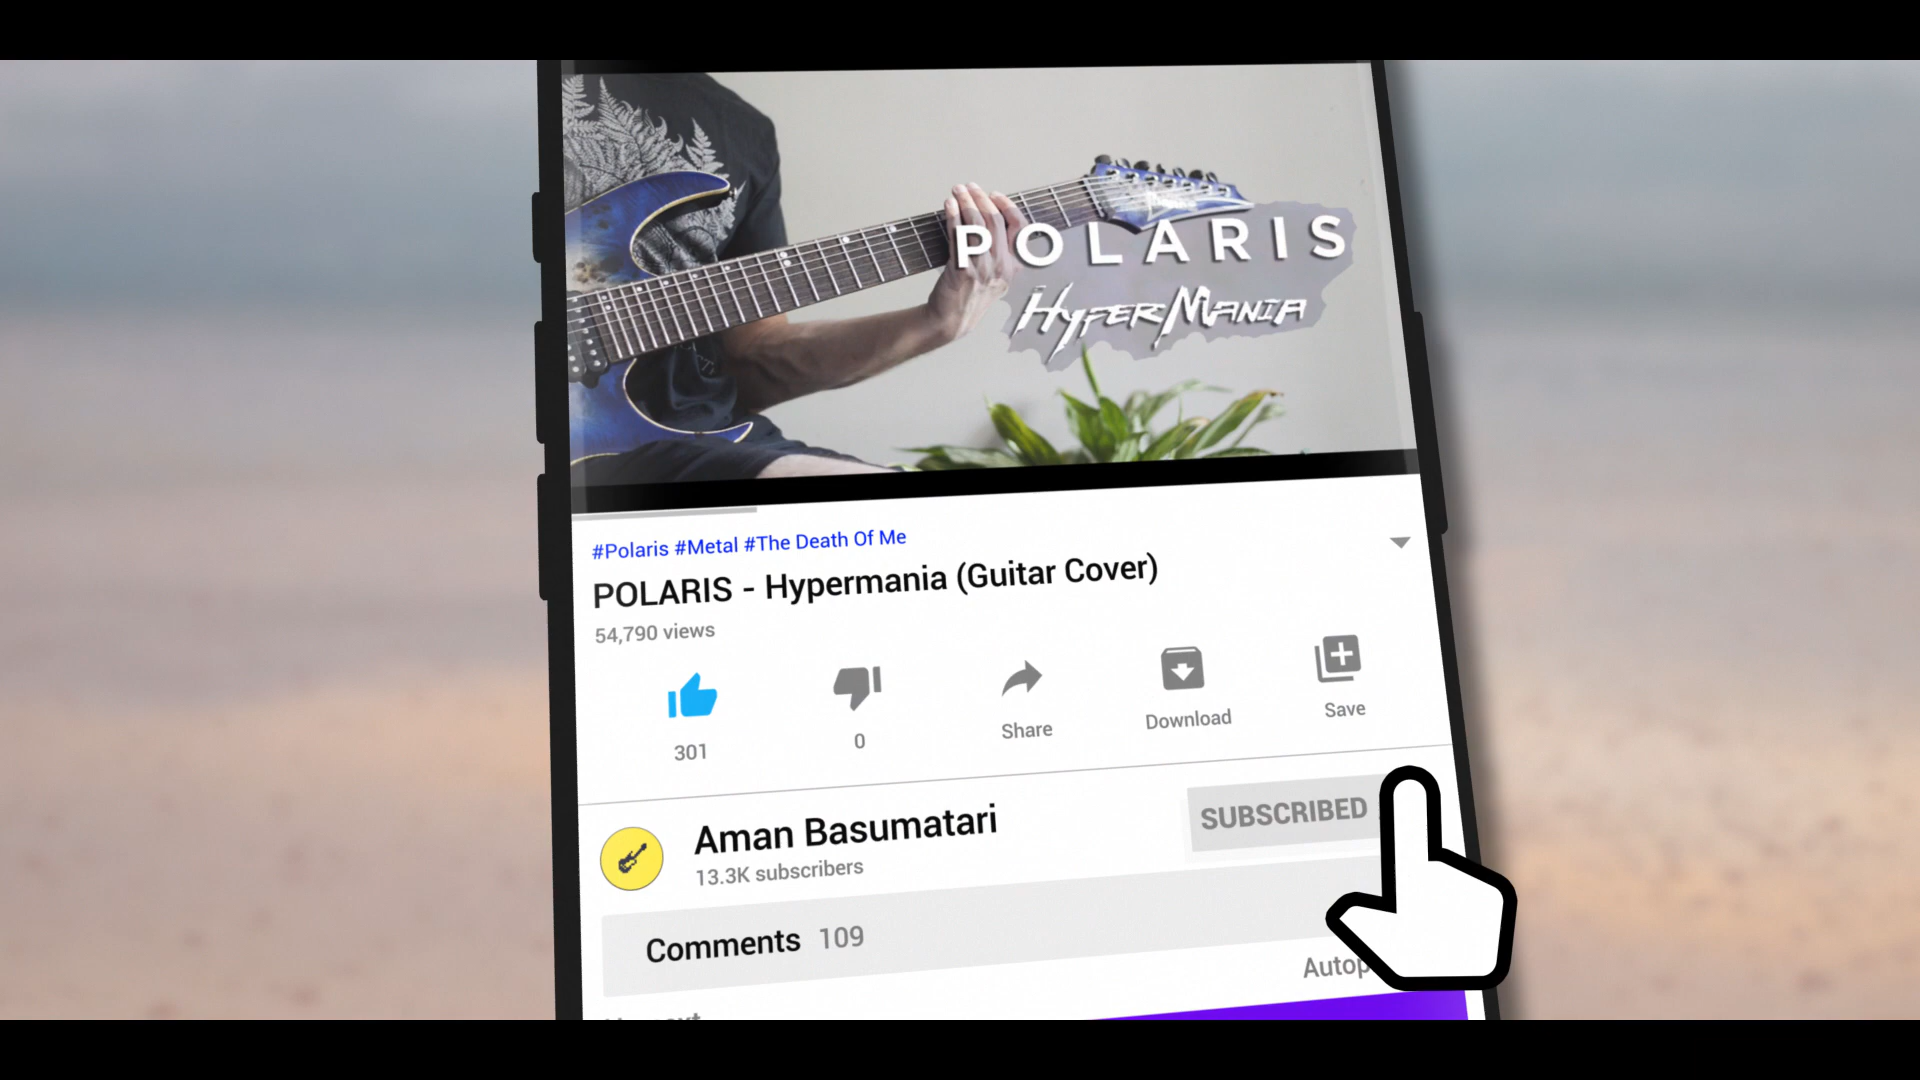 POLARIS
HYPERMANIA
#Polaris #Metal #The Death Of Me
POLARIS - Hypermania (Guitar Cover)
54,790 views
301
0
Share
Download
Save
Aman Basumatari
13.3K subscribers
SUBSCRIBED
Comments 109